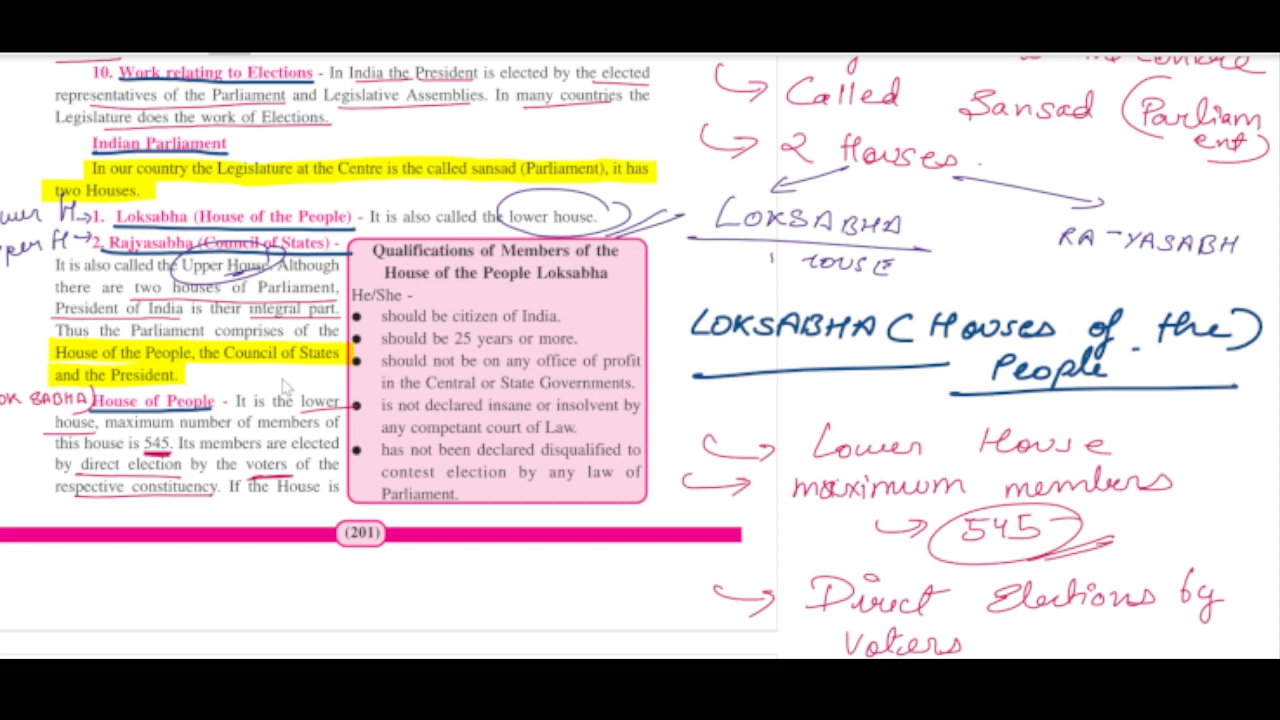 10. Work relating to Elections - In India the President is elected by the elected
representatives of the Parliament and Legislative Assemblies. In many countries the
Legislature does the work of Elections.
Indian Parliament
In our country the Legislature at the Centre is the called sansad (Parliament), it has
two Houses.
1. Loksabha (House of the People) - It is also called the lower house.
2. Rajyasabha (Council of States) -
It is also called the Upper House. Although
there are two houses of Parliament,
President of India is their integral part.
Thus the Parliament comprises of the
House of the People, the Council of States
and the President.
House of People - It is the lower
house, maximum number of members of
this house is 545. Its members are elected
by direct election by the voters of the
respective constituency. If the House is
Qualifications of Members of the
House of the People Loksabha
He/She -
● should be citizen of India.
● should be 25 years or more.
● should not be on any office of profit
in the Central or State Governments.
● is not declared insane or insolvent by
any competant court of Law.
● has not been declared disqualified to
contest election by any law of
Parliament.
(201)
Called Sansad (Parliam
ent)
2 Houses.
LOKSABHA
RA-YASABH
LOKSABHA (Houses of the)
People
Lower House
maximum members
545
Direct Elections by
Voters